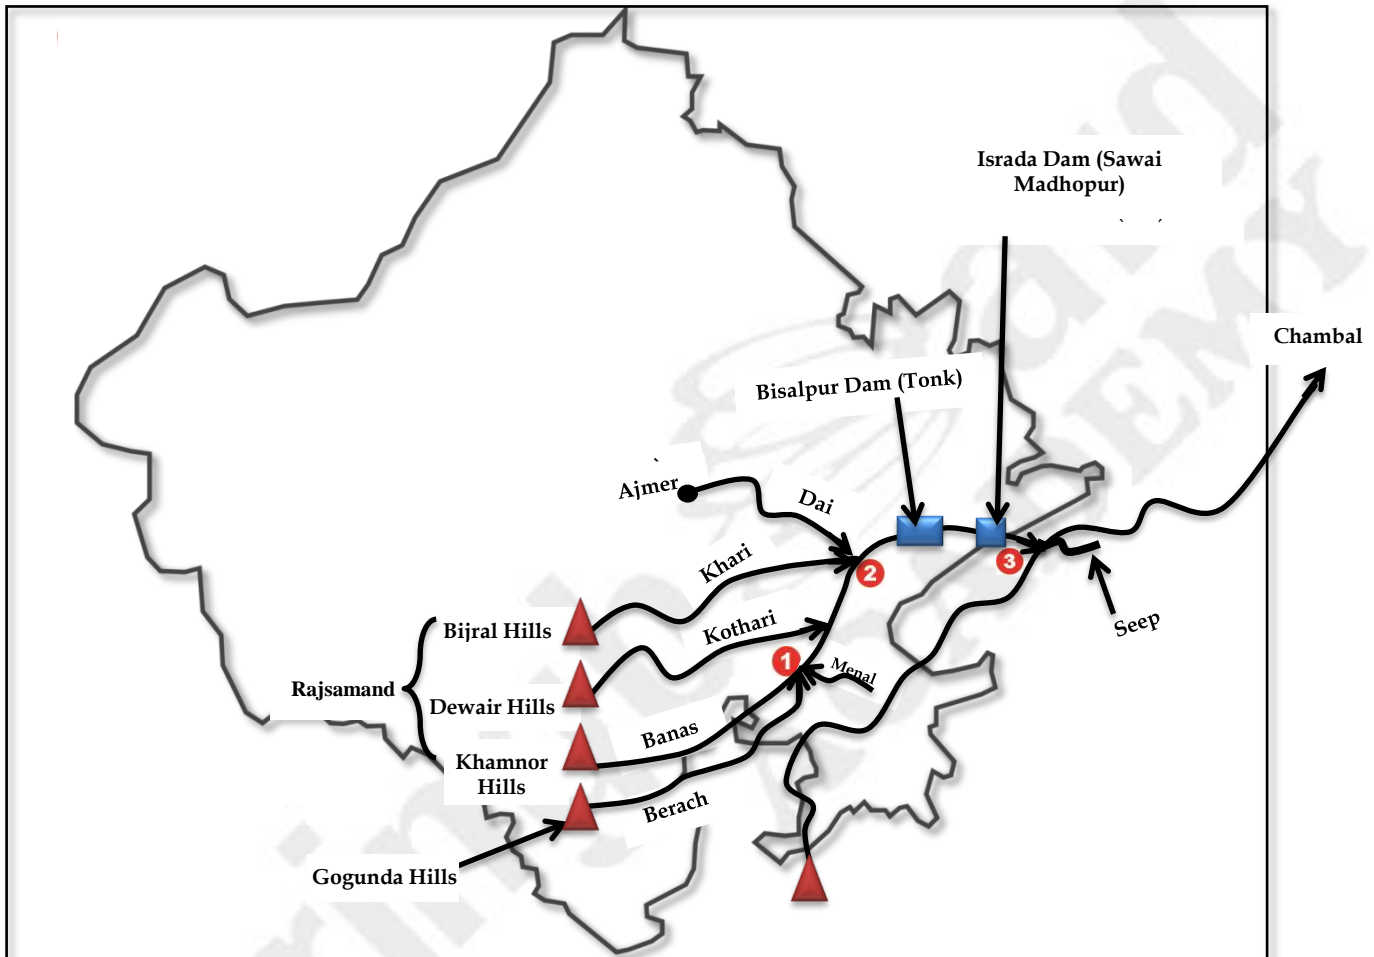 Israda Dam (Sawai
Madhopur)
Chambal
Bisalpur Dam (Tonk)
Ajmer
Dai
2
3
Khari
Seep
Bijral Hills
Kothari
1
Menal
Rajsamand
Dewair Hills
Banas
Khamnor
Hills
Berach
Gogunda Hills